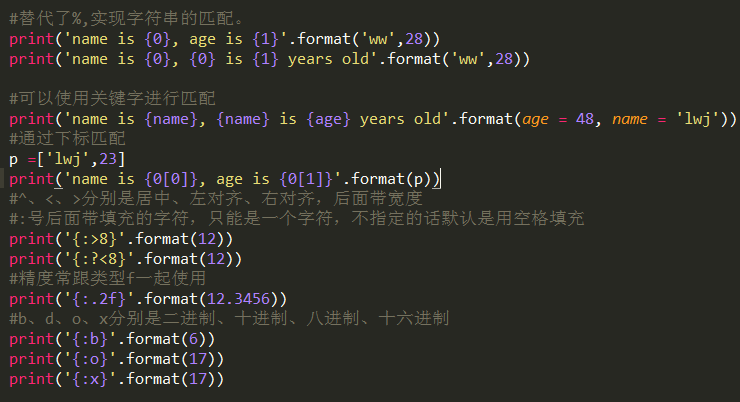 #替代了%,实现字符串的匹配。
print('name is {0}, age is {1}'.format('ww',28))
print('name is {0}, {0} is {1} years old'.format('ww',28))
#可以使用关键字进行匹配
print('name is {name}, {name} is {age} years old'.format(age = 48, name = 'lwj'))
#通过下标匹配
p =['lwj',23]
print('name is {0[0]}, age is {0[1]}'.format(p))
#^、<、>分别是居中、左对齐、右对齐，后面带宽度
#:号后面带填充的字符，只能是一个字符，不指定的话默认是用空格填充
print('{:>8}'.format(12))
print('{:?<8}'.format(12))
#精度常跟类型f一起使用
print('{:.2f}'.format(12.3456))
#b、d、o、x分别是二进制、十进制、八进制、十六进制
print('{:b}'.format(6))
print('{:o}'.format(17))
print('{:x}'.format(17))